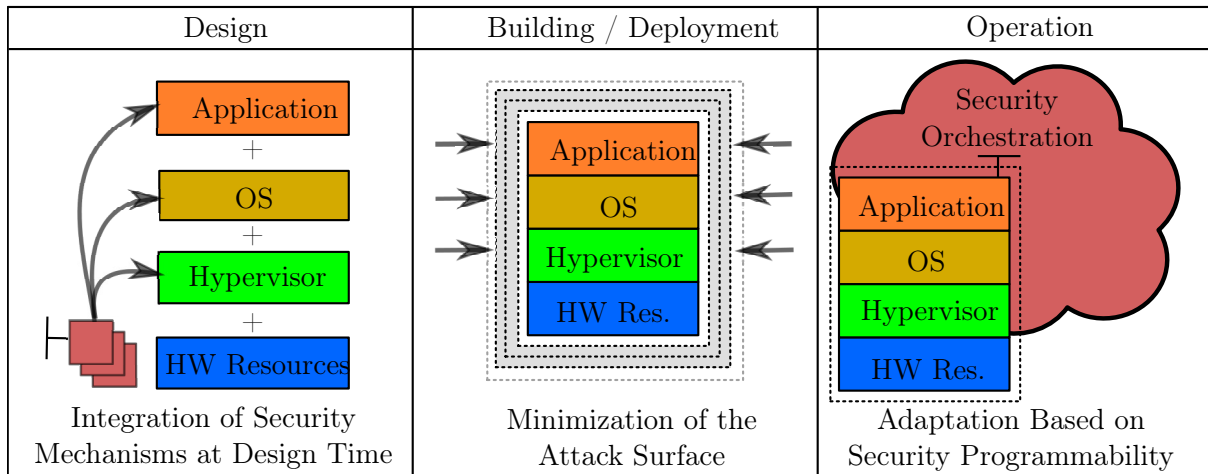 Design
Application
+
OS
+
Hypervisor
+
HW Resources
Integration of Security
Mechanisms at Design Time
Building / Deployment
Application
OS
Hypervisor
HW Res.
Minimization of the
Attack Surface
Operation
Security
Orchestration
Application
OS
Hypervisor
HW Res.
Adaptation Based on
Security Programmability